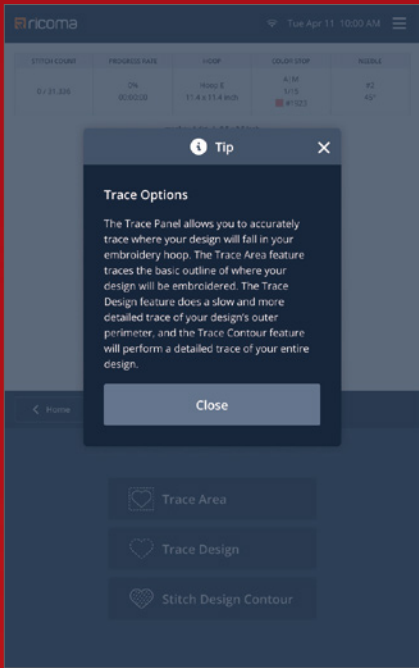 ricoma
Tue Apr 11 10:00 AM
STITCH COUNT PROGRESS RATE HOOP COLOR STOP NEEDLE
0% A | M #2
0 / 21,336 00:00:00 11.4 x 11.4 inch 1/15
Tip
Trace Options
The Trace Panel allows you to accurately
trace where your design will fall in your
embroidery hoop. The Trace Area feature
traces the basic outline of where your
design will be embroidered. The Trace
Design feature does a slow and more
detailed trace of your design's outer
perimeter, and the Trace Contour feature
will perform a detailed trace of your entire
design.
Close
Home
Trace Area
Trace Design
Stitch Design Contour